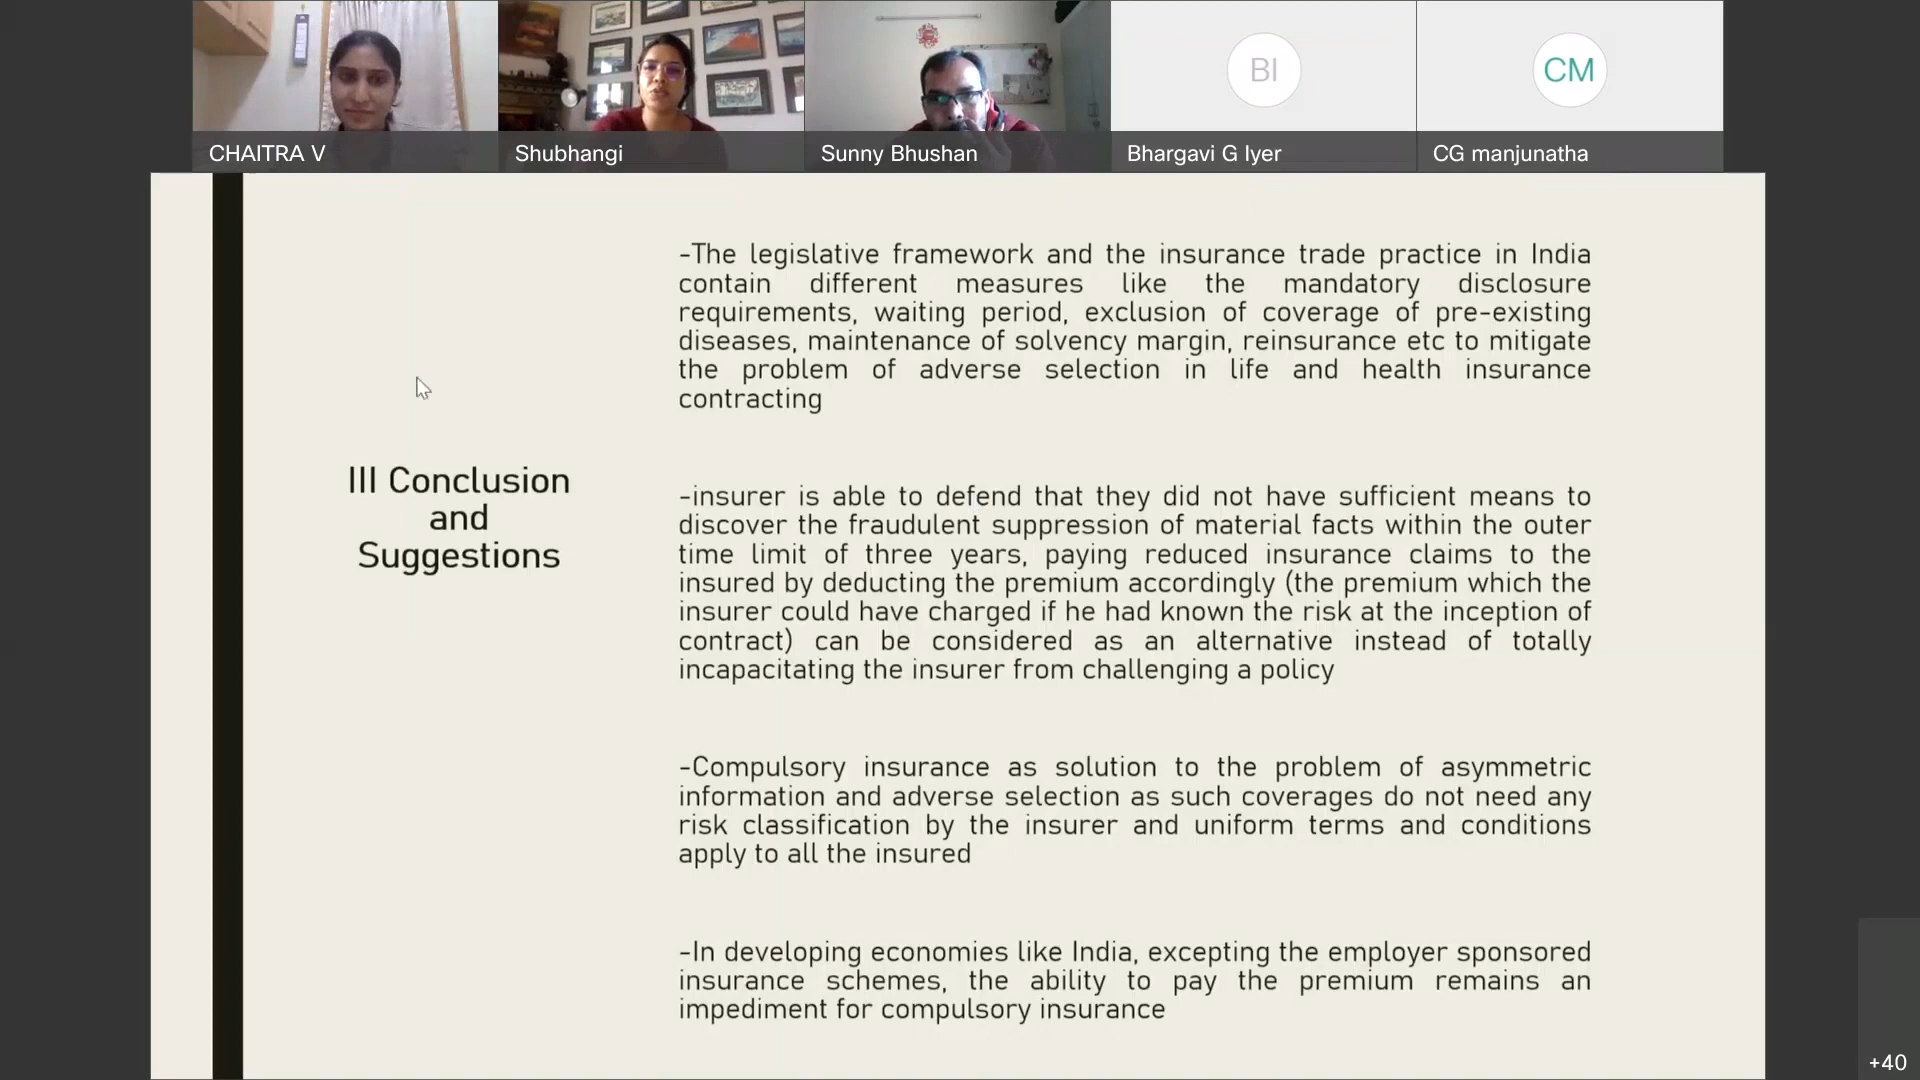 BI
CM
CHAITRA V
Shubhangi
Sunny Bhushan
Bhargavi G Iyer
CG manjunatha
III Conclusion
and
Suggestions
-The legislative framework and the insurance trade practice in India
contain different measures like the mandatory disclosure
requirements, waiting period, exclusion of coverage of pre-existing
diseases, maintenance of solvency margin, reinsurance etc to mitigate
the problem of adverse selection in life and health insurance
contracting
-insurer is able to defend that they did not have sufficient means to
discover the fraudulent suppression of material facts within the outer
time limit of three years, paying reduced insurance claims to the
insured by deducting the premium accordingly (the premium which the
insurer could have charged if he had known the risk at the inception of
contract) can be considered as an alternative instead of totally
incapacitating the insurer from challenging a policy
-Compulsory insurance as solution to the problem of asymmetric
information and adverse selection as such coverages do not need any
risk classification by the insurer and uniform terms and conditions
apply to all the insured
-In developing economies like India, excepting the employer sponsored
insurance schemes, the ability to pay the premium remains an
impediment for compulsory insurance
+40